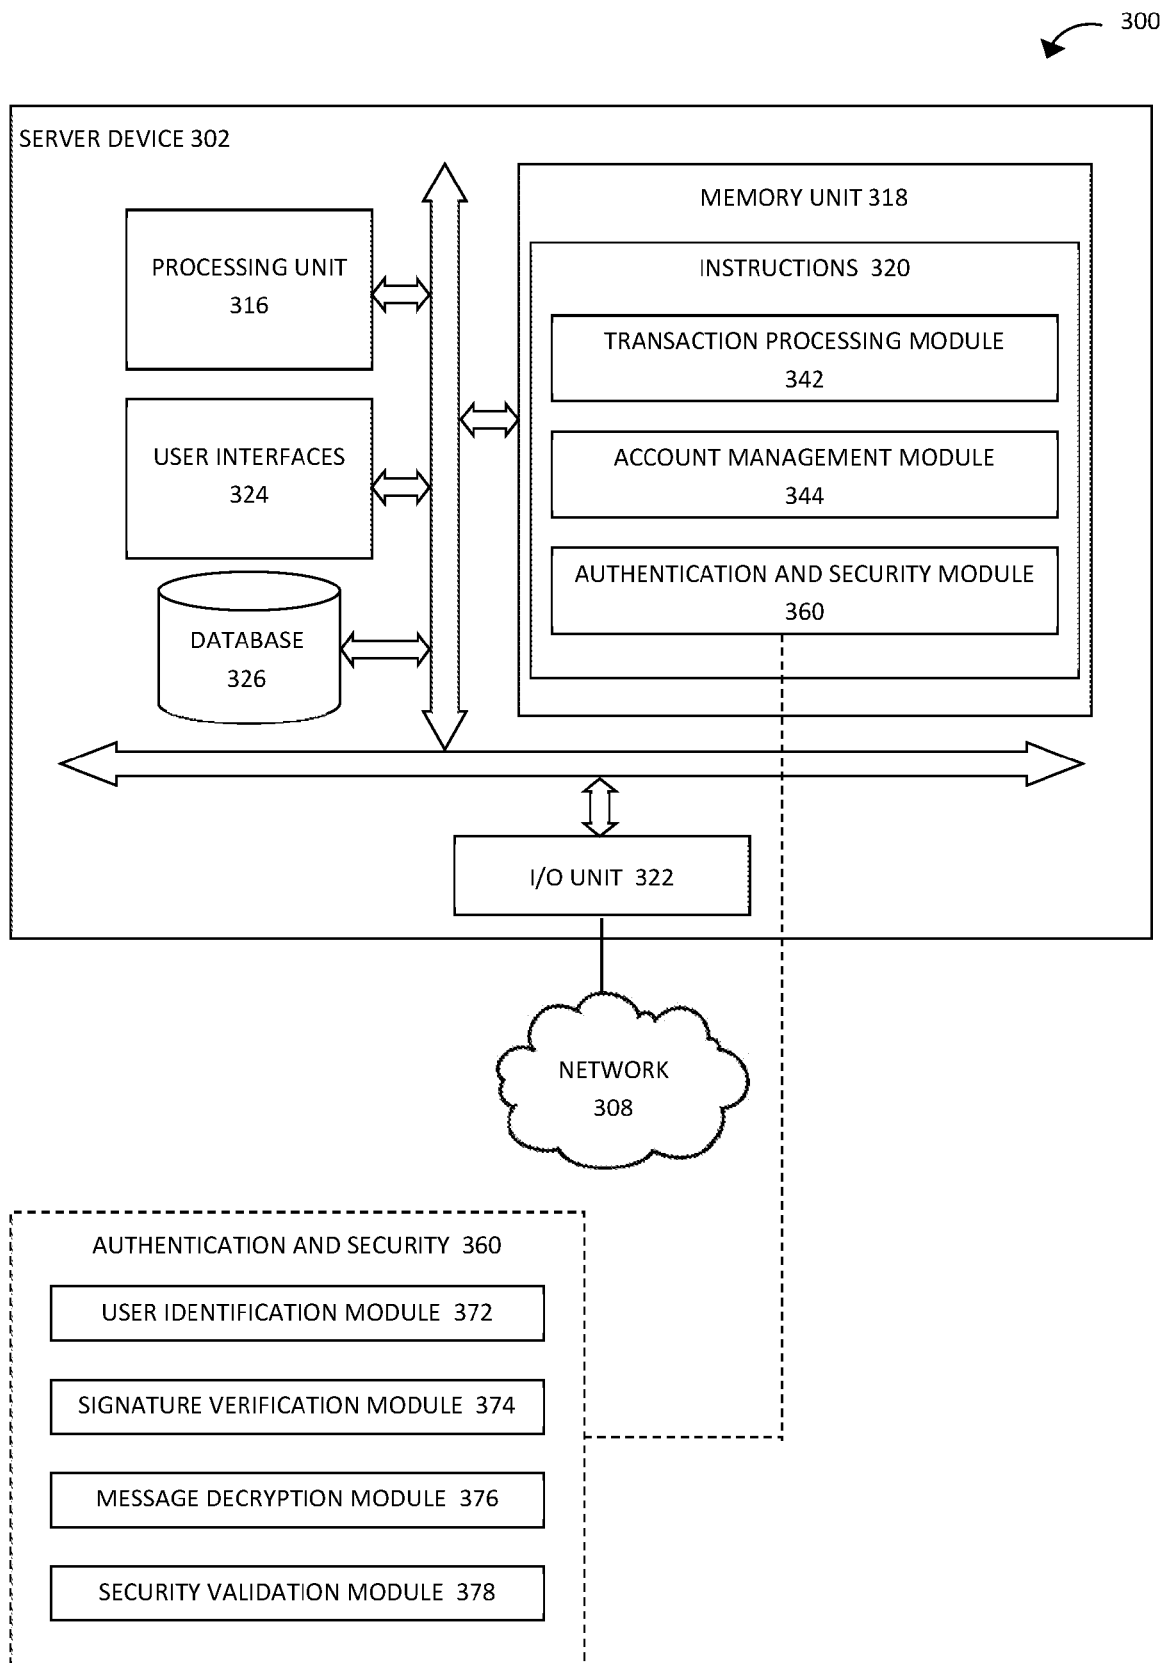 300
SERVER DEVICE 302
MEMORY UNIT 318
PROCESSING UNIT
316
INSTRUCTIONS 320
TRANSACTION PROCESSING MODULE
342
USER INTERFACES
324
ACCOUNT MANAGEMENT MODULE
344
AUTHENTICATION AND SECURITY MODULE
360
DATABASE
326
I/O UNIT 322
NETWORK
308
AUTHENTICATION AND SECURITY 360
USER IDENTIFICATION MODULE 372
SIGNATURE VERIFICATION MODULE 374
MESSAGE DECRYPTION MODULE 376
SECURITY VALIDATION MODULE 378